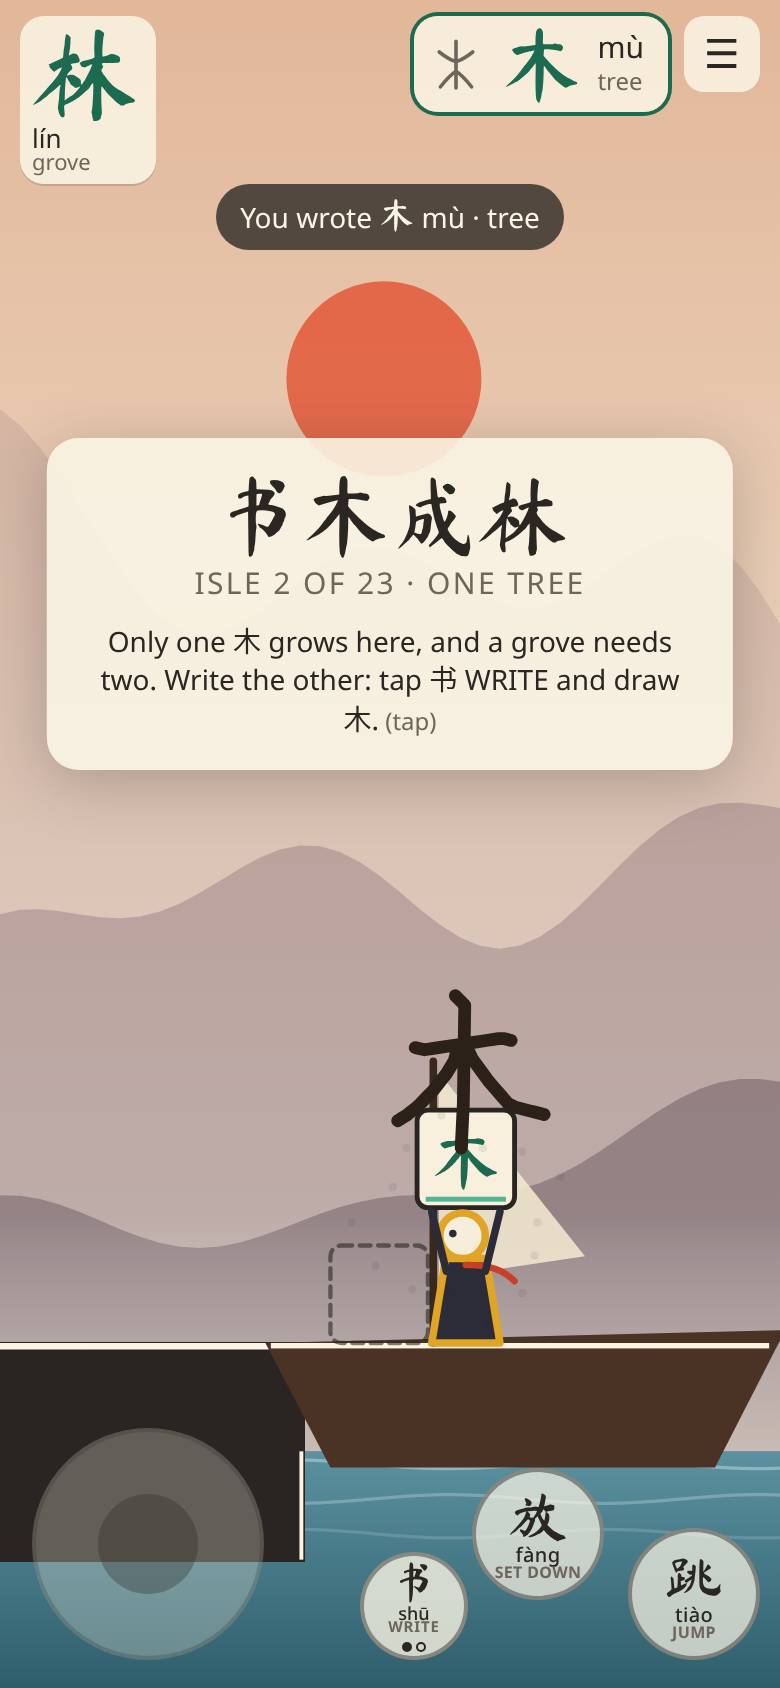 林
lín
grove
木
mù
tree
☰
You wrote 木 mù · tree
书木成林
ISLE 2 OF 23 · ONE TREE
Only one 木 grows here, and a grove needs
two. Write the other: tap 书 WRITE and draw
木. (tap)
木
木
放
fàng
SET DOWN
书
shū
WRITE
跳
tiào
JUMP